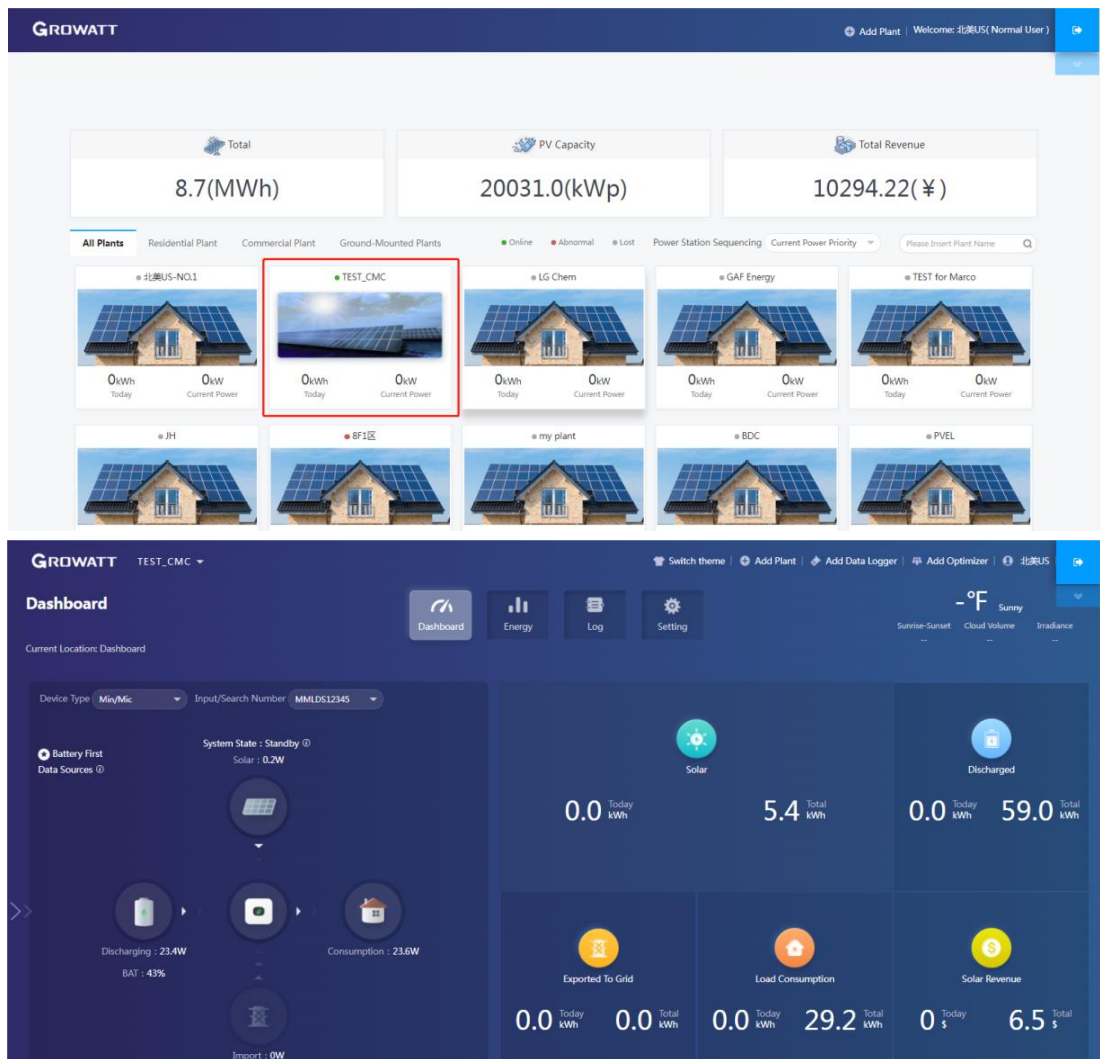 GROWATT
Add Plant | Welcome: 北美US( Normal User )
Total
PV Capacity
Total Revenue
8.7(MWh)
20031.0(kWp)
10294.22(¥)
All Plants Residential Plant Commercial Plant Ground-Mounted Plants
Online Abnormal Lost Power Station Sequencing Current Power Priority Please Insert Plant Name
北美US-NO.1 TEST_CMC LG Chem GAF Energy TEST for Marco
0kWh 0kW 0kWh 0kW 0kWh 0kW 0kWh 0kW 0kWh 0kW
Today Current Power Today Current Power Today Current Power Today Current Power Today Current Power
JH 8F1区 my plant BDC PVEL
GROWATT TEST_CMC Switch theme | Add Plant | Add Data Logger | Add Optimizer | 北美US
Dashboard
Dashboard Energy Log Setting
-°F Sunny
Sunrise-Sunset Cloud Volume Irradiance
-- -- --
Current Location: Dashboard
Device Type Min/Mic Input/Search Number MMLDS12345
System State : Standby
Battery First
Solar : 0.2W
Data Sources
Solar
Discharged
0.0 Today kWh 5.4 Total kWh
0.0 Today kWh 59.0 Total kWh
Discharging : 23.4W
Consumption : 23.6W
BAT : 43%
Import : 0W
Exported To Grid
Load Consumption
Solar Revenue
0.0 Today kWh 0.0 Total kWh
0.0 Today kWh 29.2 Total kWh
0 Today $ 6.5 Total $